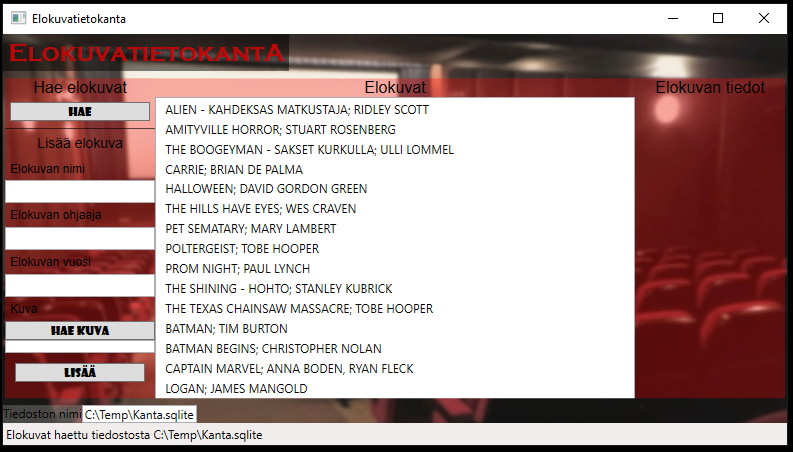 Elokuvatietokanta
ELOKUVATIETOKANTA
Hae elokuvat
HAE
Lisää elokuva
Elokuvan nimi
Elokuvan ohjaaja
Elokuvan vuosi
Kuva
HAE KUVA
LISÄÄ
Elokuvat
ALIEN - KAHDEKSAS MATKUSTAJA; RIDLEY SCOTT
AMITYVILLE HORROR; STUART ROSENBERG
THE BOOGEYMAN - SAKSET KURKULLA; ULLI LOMMEL
CARRIE; BRIAN DE PALMA
HALLOWEEN; DAVID GORDON GREEN
THE HILLS HAVE EYES; WES CRAVEN
PET SEMATARY; MARY LAMBERT
POLTERGEIST; TOBE HOOPER
PROM NIGHT; PAUL LYNCH
THE SHINING - HOHTO; STANLEY KUBRICK
THE TEXAS CHAINSAW MASSACRE; TOBE HOOPER
BATMAN; TIM BURTON
BATMAN BEGINS; CHRISTOPHER NOLAN
CAPTAIN MARVEL; ANNA BODEN, RYAN FLECK
LOGAN; JAMES MANGOLD
Elokuvan tiedot
Tiedoston nimi C:\Temp\Kanta.sqlite
Elokuvat haettu tiedostosta C:\Temp\Kanta.sqlite